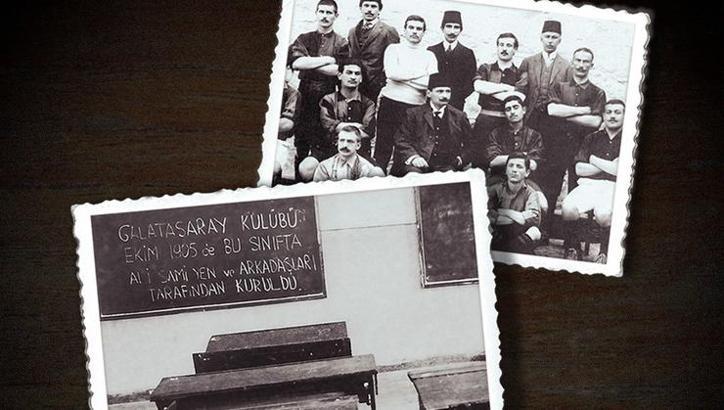 GALATASARAY KULÜBÜ
EKİM 1905 de BU SINIFTA
ALİ SAMİ YEN ve ARKADAŞLARI
TARAFINDAN KURULDU.